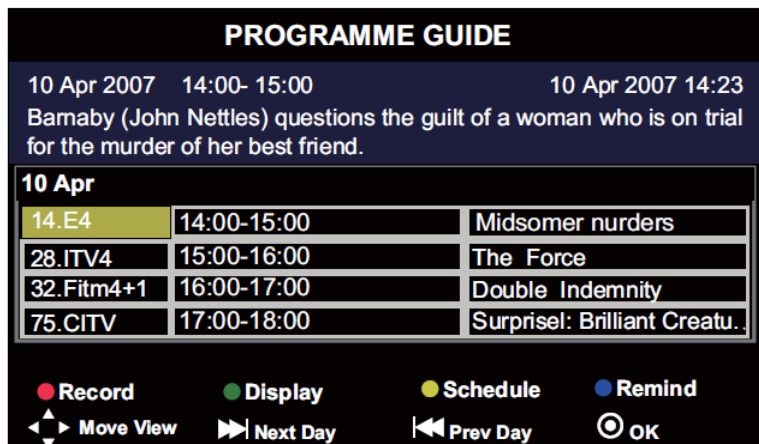 PROGRAMME GUIDE
10 Apr 2007 14:00- 15:00 10 Apr 2007 14:23
Barnaby (John Nettles) questions the guilt of a woman who is on trial
for the murder of her best friend.
10 Apr
14.E4 14:00-15:00 Midsomer nurders
28.ITV4 15:00-16:00 The Force
32.Fitm4+1 16:00-17:00 Double Indemnity
75.CITV 17:00-18:00 Surprisel: Brilliant Creatu..
Record Display Schedule Remind
Move View Next Day Prev Day OK